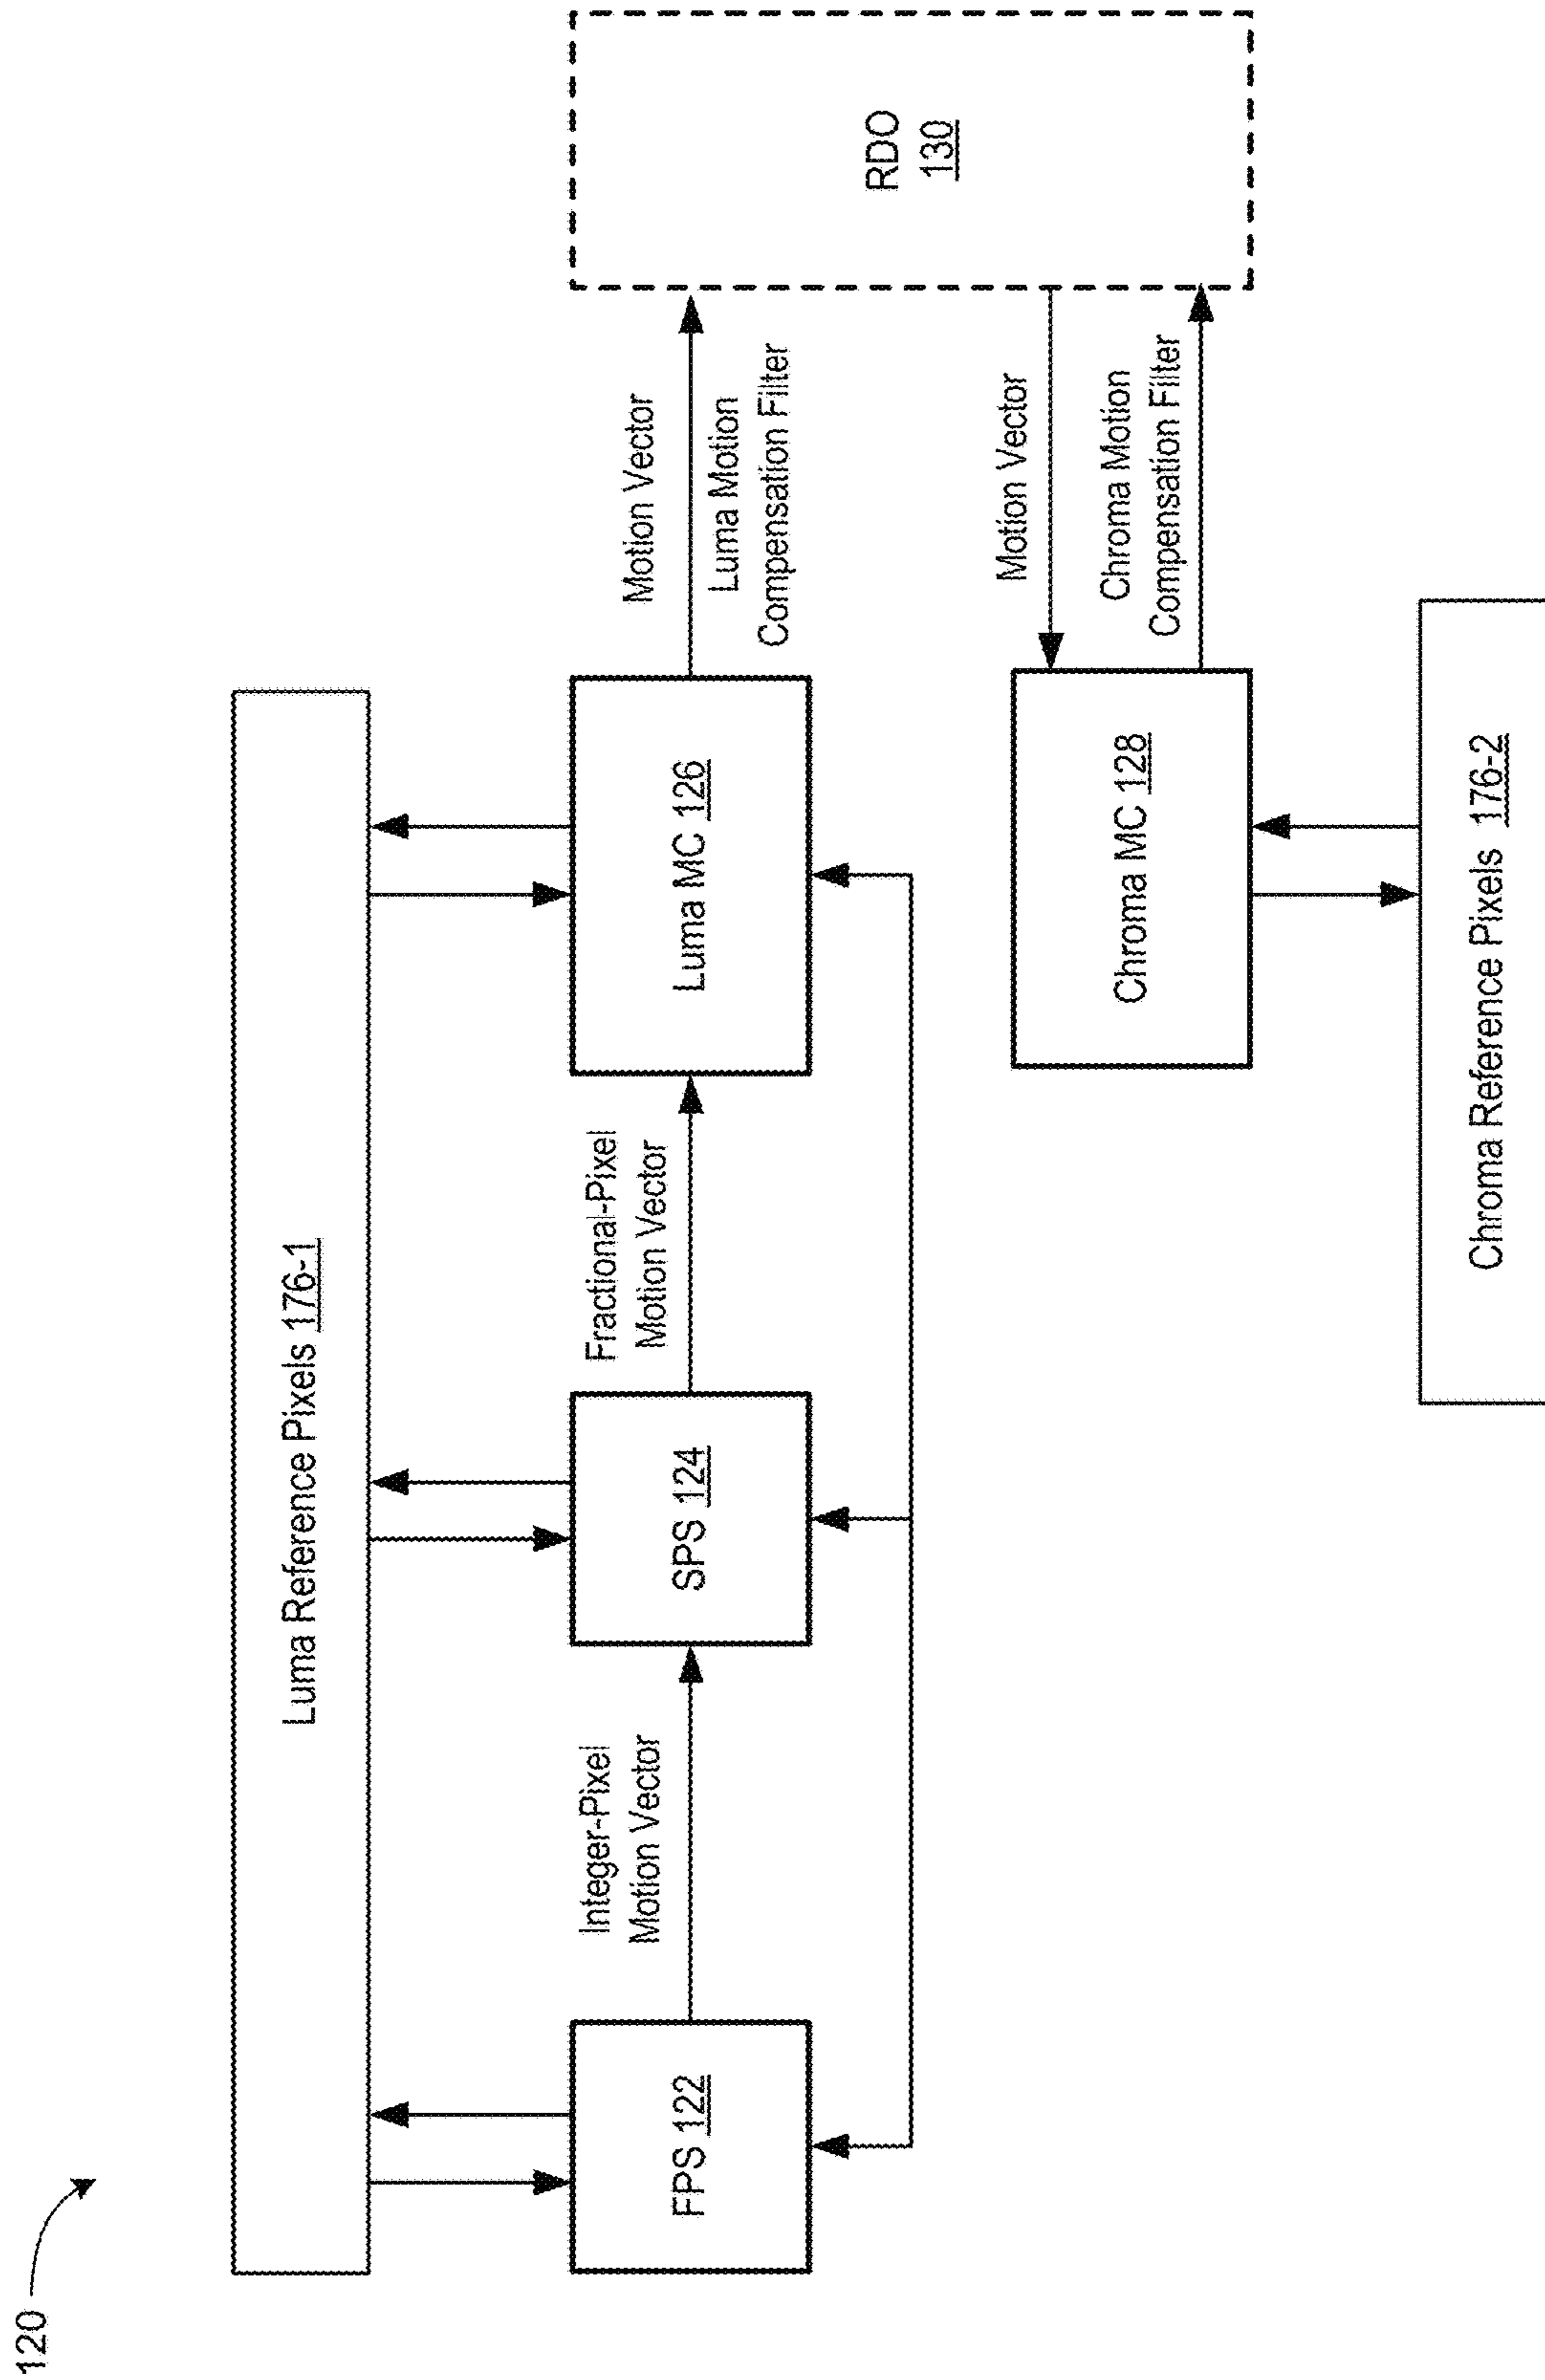 120
Luma Reference Pixels 176-1
FPS 122
Integer-Pixel
Motion Vector
SPS 124
Fractional-Pixel
Motion Vector
Luma MC 126
Motion Vector
Luma Motion
Compensation Filter
RDO
130
Motion Vector
Chroma Motion
Compensation Filter
Chroma MC 128
Chroma Reference Pixels 176-2